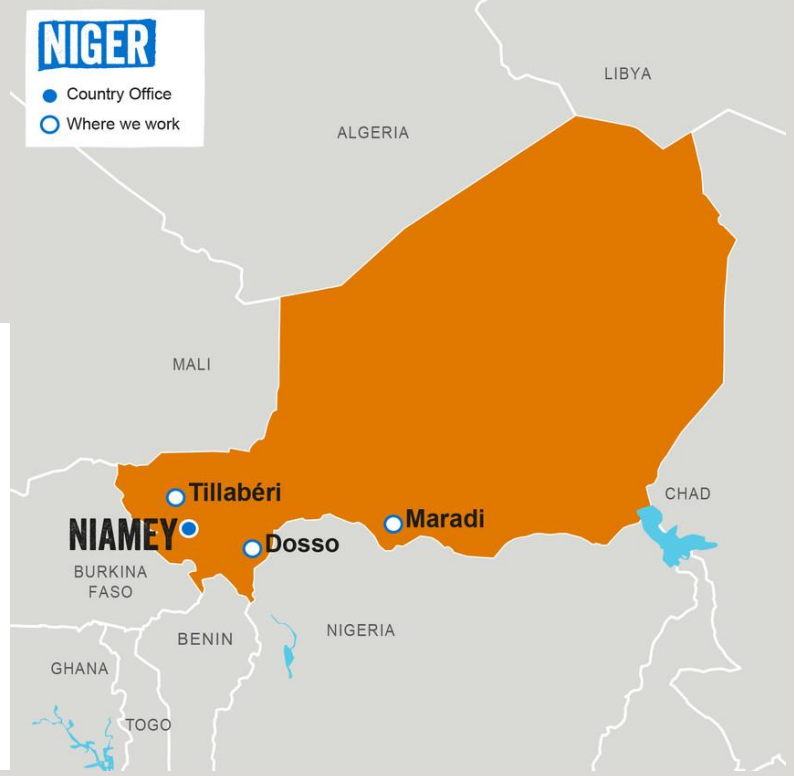 NIGER
Country Office
Where we work
LIBYA
ALGERIA
MALI
Tillabéri
CHAD
Maradi
NIAMEY
Dosso
BURKINA
FASO
NIGERIA
BENIN
GHANA
TOGO